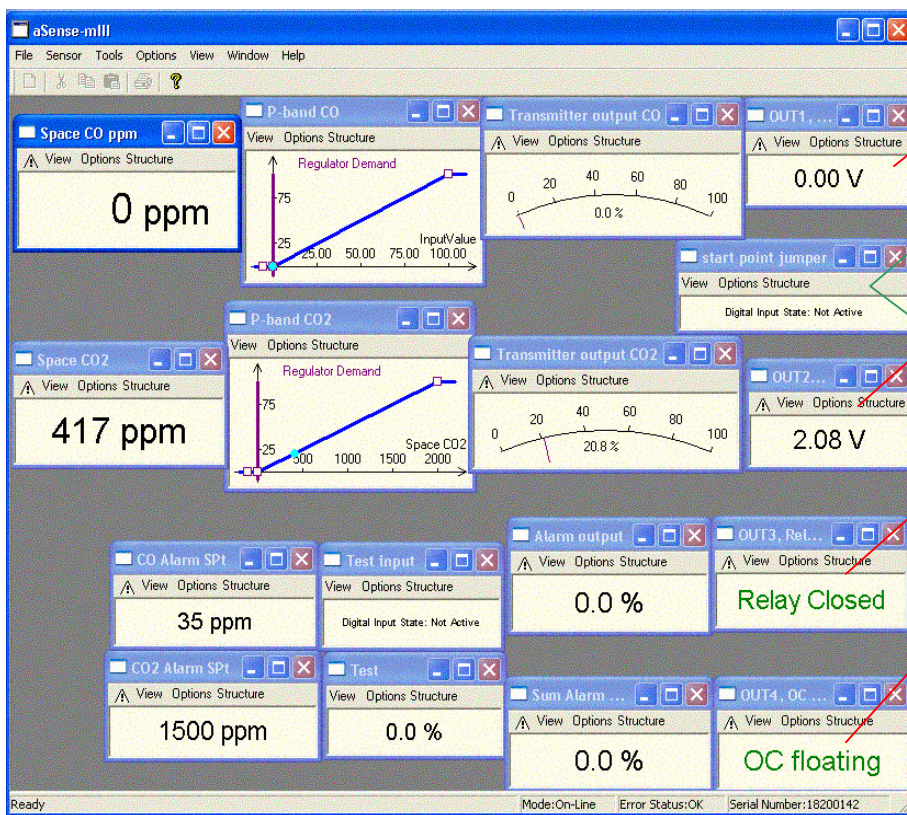 aSense-mIII
File Sensor Tools Options View Window Help
Space CO ppm
View Options Structure
0 ppm
P-band CO
View Options Structure
Regulator Demand
75
25
25.00 50.00 75.00 100.00
InputValue
Transmitter output CO
View Options Structure
0 20 40 60 80 100
0.0 %
OUT1, ...
View Options Structure
0.00 V
start point jumper
View Options Structure
Digital Input State: Not Active
Space CO2
View Options Structure
417 ppm
P-band CO2
View Options Structure
Regulator Demand
75
25
Space CO2
500 1000 1500 2000
Transmitter output CO2
View Options Structure
0 20 40 60 80 100
20.8 %
OUT2...
View Options Structure
2.08 V
CO Alarm SPt
View Options Structure
35 ppm
Test input
View Options Structure
Digital Input State: Not Active
Alarm output
View Options Structure
0.0 %
OUT3, Rel...
View Options Structure
Relay Closed
CO2 Alarm SPt
View Options Structure
1500 ppm
Test
View Options Structure
0.0 %
Sum Alarm ...
View Options Structure
0.0 %
OUT4, OC ...
View Options Structure
OC floating
Ready Mode:On-Line Error Status:OK Serial Number:18200142